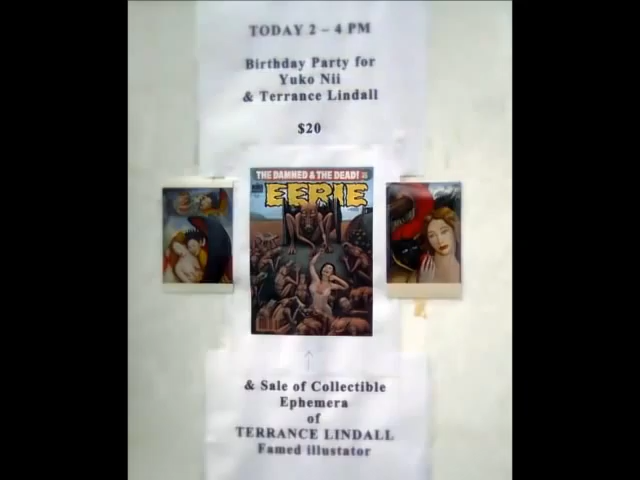 TODAY 2 – 4 PM
Birthday Party for
Yuko Nii
& Terrance Lindall
$20
THE DAMNED & THE DEAD!
EERIE
& Sale of Collectible
Ephemera
of
TERRANCE LINDALL
Famed illustator